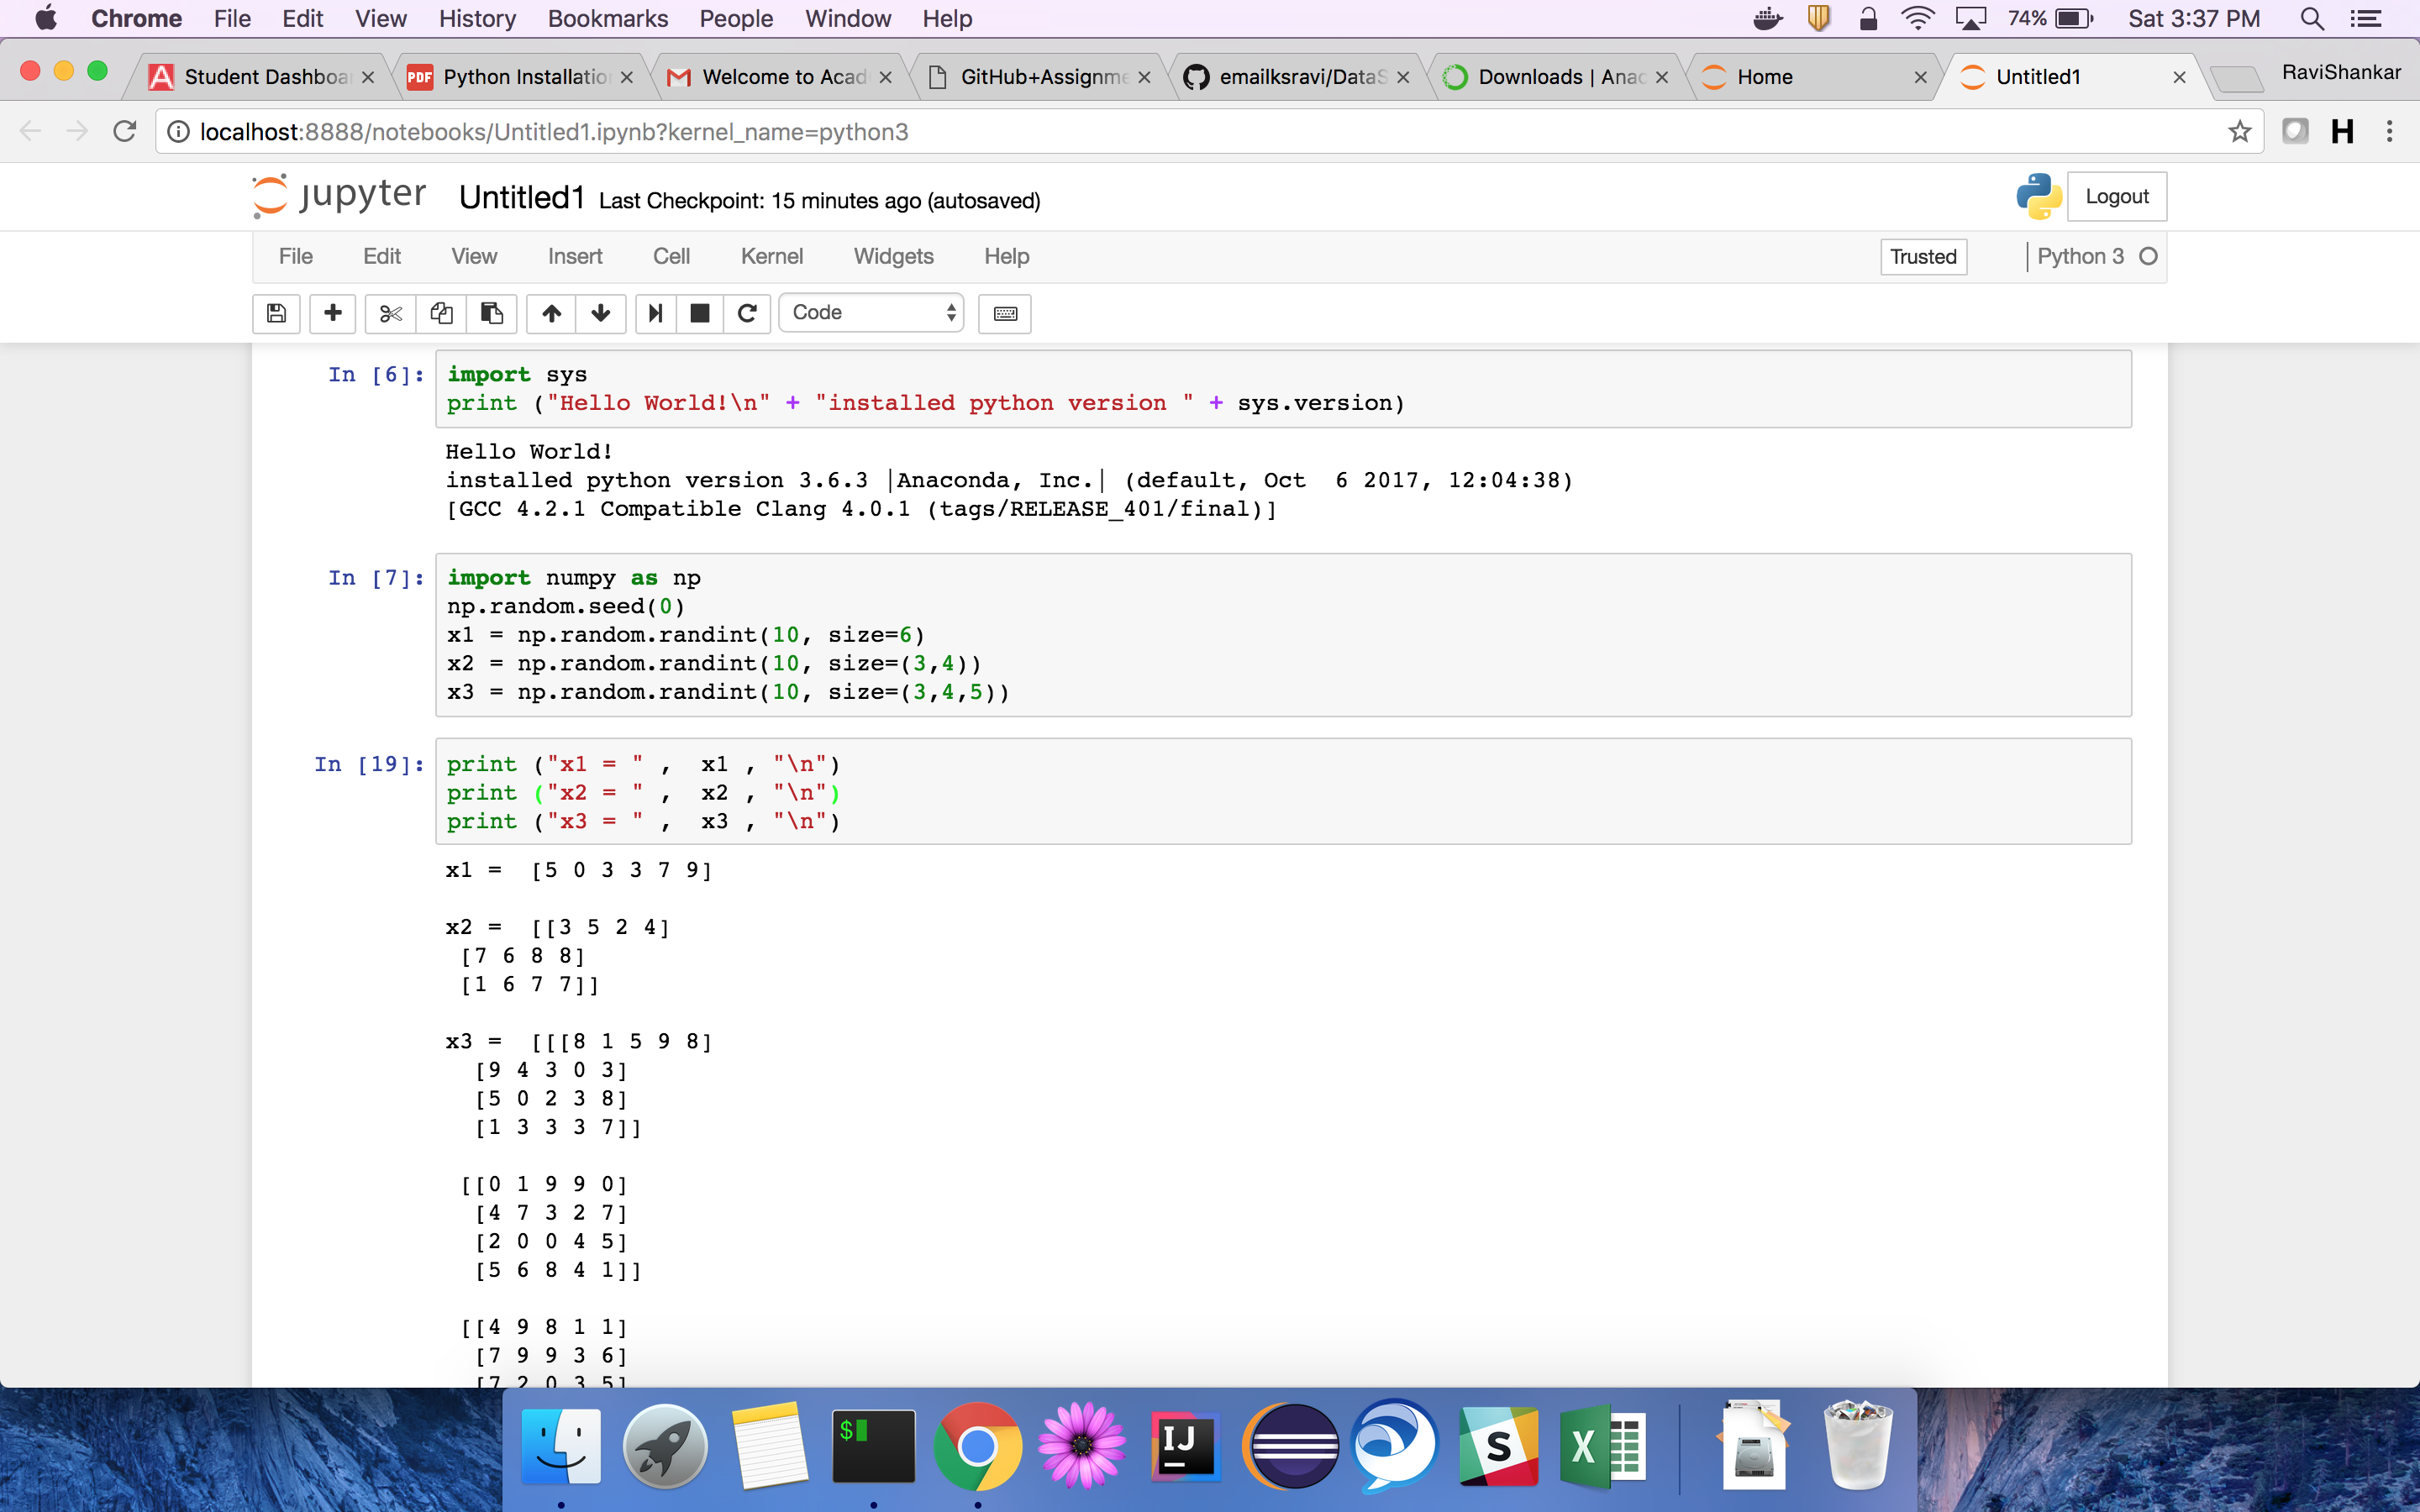 Chrome File Edit View History Bookmarks People Window Help 74% Sat 3:37 PM
Student Dashboa PDF Python Installatio Welcome to Acad GitHub+Assignme emailksravi/DataS Downloads | Anac Home Untitled1 RaviShankar
localhost:8888/notebooks/Untitled1.ipynb?kernel_name=python3 H
jupyter Untitled1 Last Checkpoint: 15 minutes ago (autosaved) Logout
File Edit View Insert Cell Kernel Widgets Help Trusted Python 3
Code
In [6]: import sys
print ("Hello World!\n" + "installed python version " + sys.version)
Hello World!
installed python version 3.6.3 |Anaconda, Inc.| (default, Oct  6 2017, 12:04:38)
[GCC 4.2.1 Compatible Clang 4.0.1 (tags/RELEASE_401/final)]
In [7]: import numpy as np
np.random.seed(0)
x1 = np.random.randint(10, size=6)
x2 = np.random.randint(10, size=(3,4))
x3 = np.random.randint(10, size=(3,4,5))
In [19]: print ("x1 = " ,  x1 , "\n")
print ("x2 = " ,  x2 , "\n")
print ("x3 = " ,  x3 , "\n")
x1 =  [5 0 3 3 7 9]
x2 =  [[3 5 2 4]
[7 6 8 8]
[1 6 7 7]]
x3 =  [[[8 1 5 9 8]
[9 4 3 0 3]
[5 0 2 3 8]
[1 3 3 3 7]]
[[0 1 9 9 0]
[4 7 3 2 7]
[2 0 0 4 5]
[5 6 8 4 1]]
[[4 9 8 1 1]
[7 9 9 3 6]
[7 2 0 3 5]
$ IJ S X